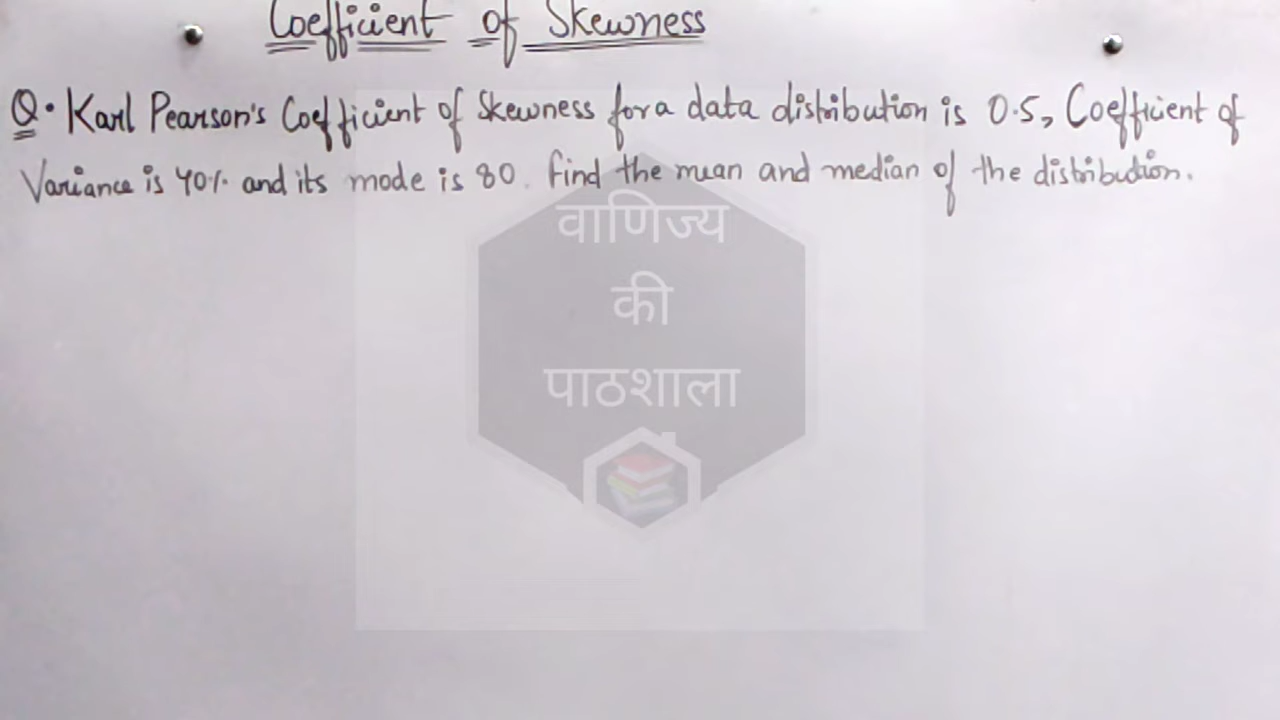 Coefficient of Skewness
Q. Karl Pearson's Coefficient of Skewness for a data distribution is 0.5, Coefficient of
Variance is 40% and its mode is 80. find the mean and median of the distribution.
वाणिज्य
की
पाठशाला